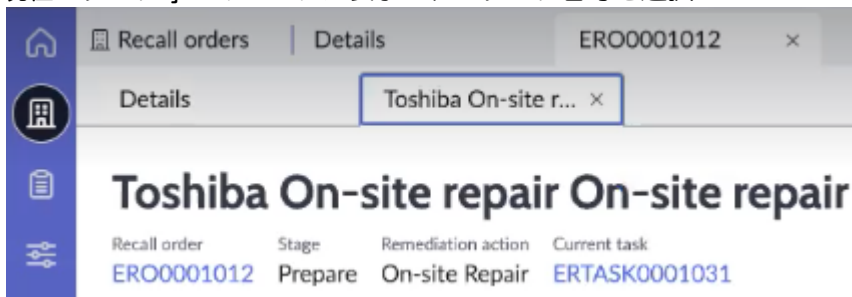 Recall orders | Details ERO0001012 ×
Details Toshiba On-site r... ×
Toshiba On-site repair On-site repair
Recall order Stage Remediation action Current task
ERO0001012 Prepare On-site Repair ERTASK0001031